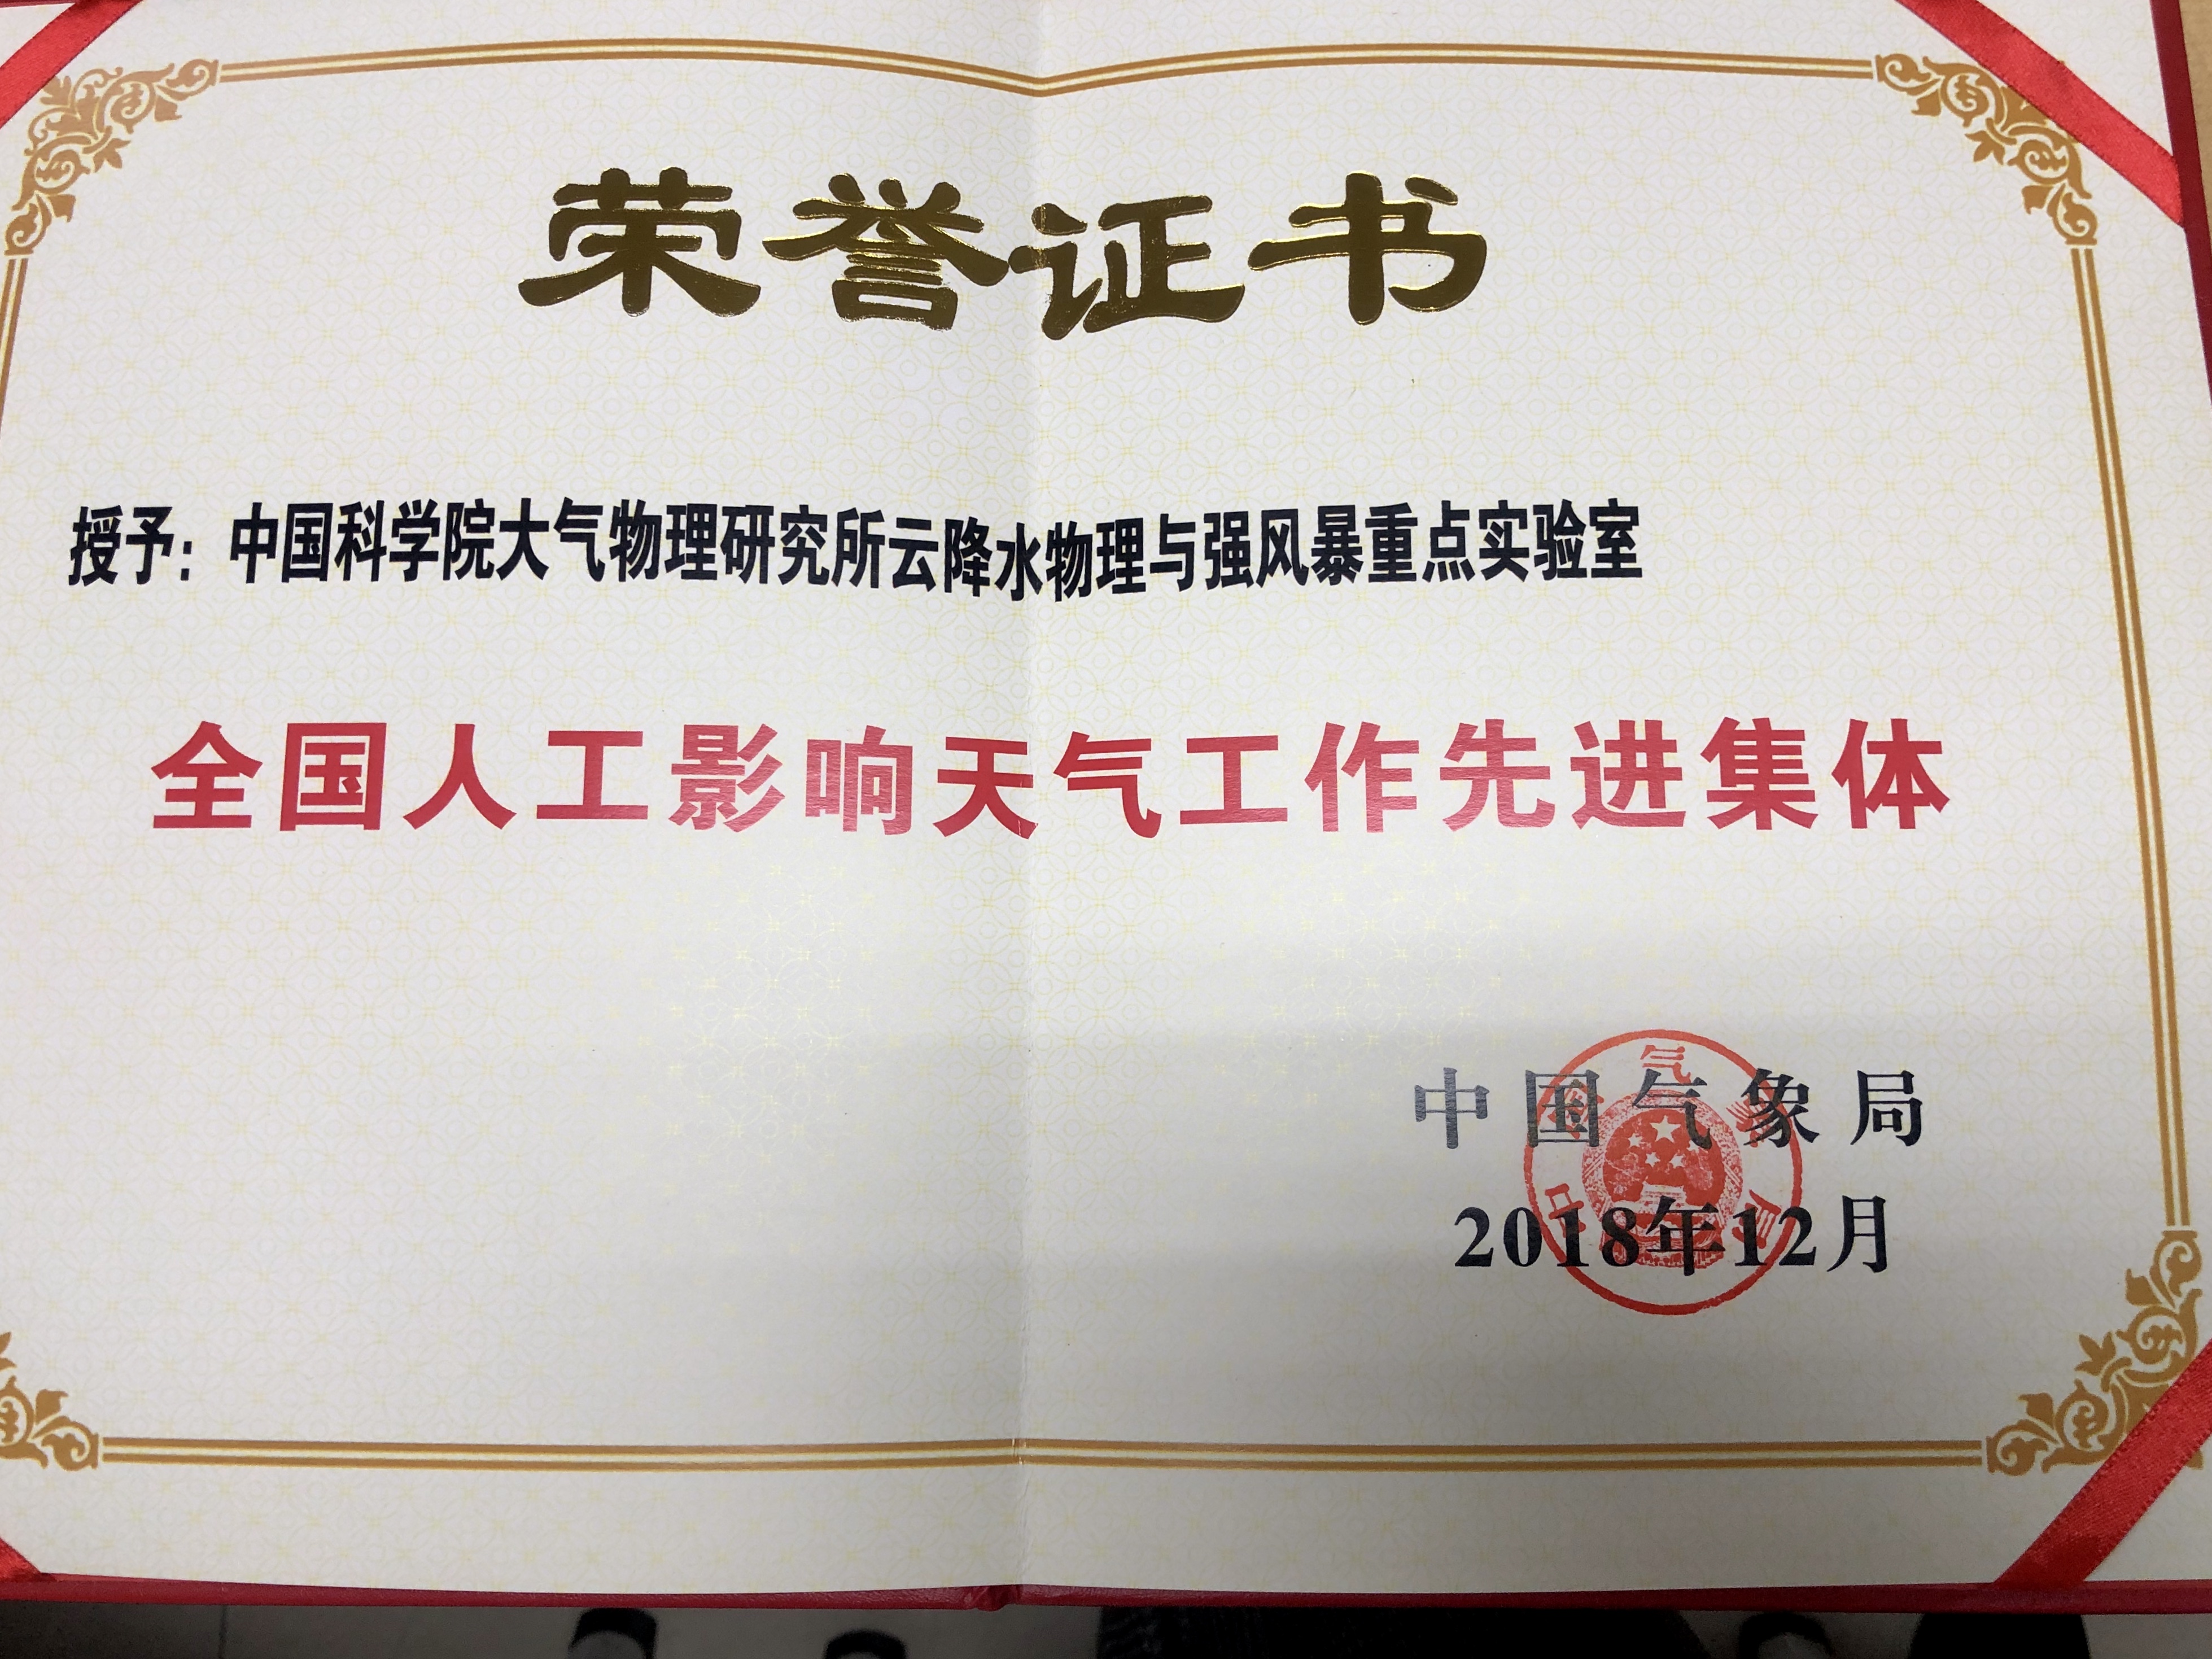 荣誉证书
授予：中国科学院大气物理研究所云降水物理与强风暴重点实验室
全国人工影响天气工作先进集体
中国气象局
2018年12月